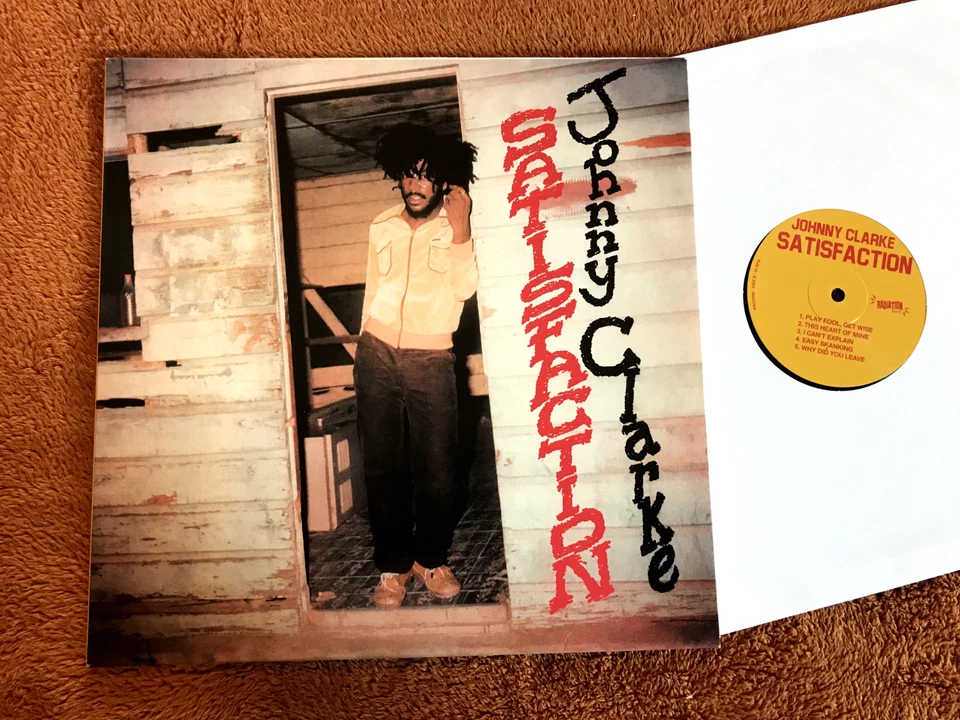 Johnny Clarke
SATISFACTION
JOHNNY CLARKE
SATISFACTION
RADIATION
1. PLAY FOOL, GET WISE
2. THIS HEART OF MINE
3. I CAN'T EXPLAIN
4. EASY SKANKING
5. WHY DID YOU LEAVE